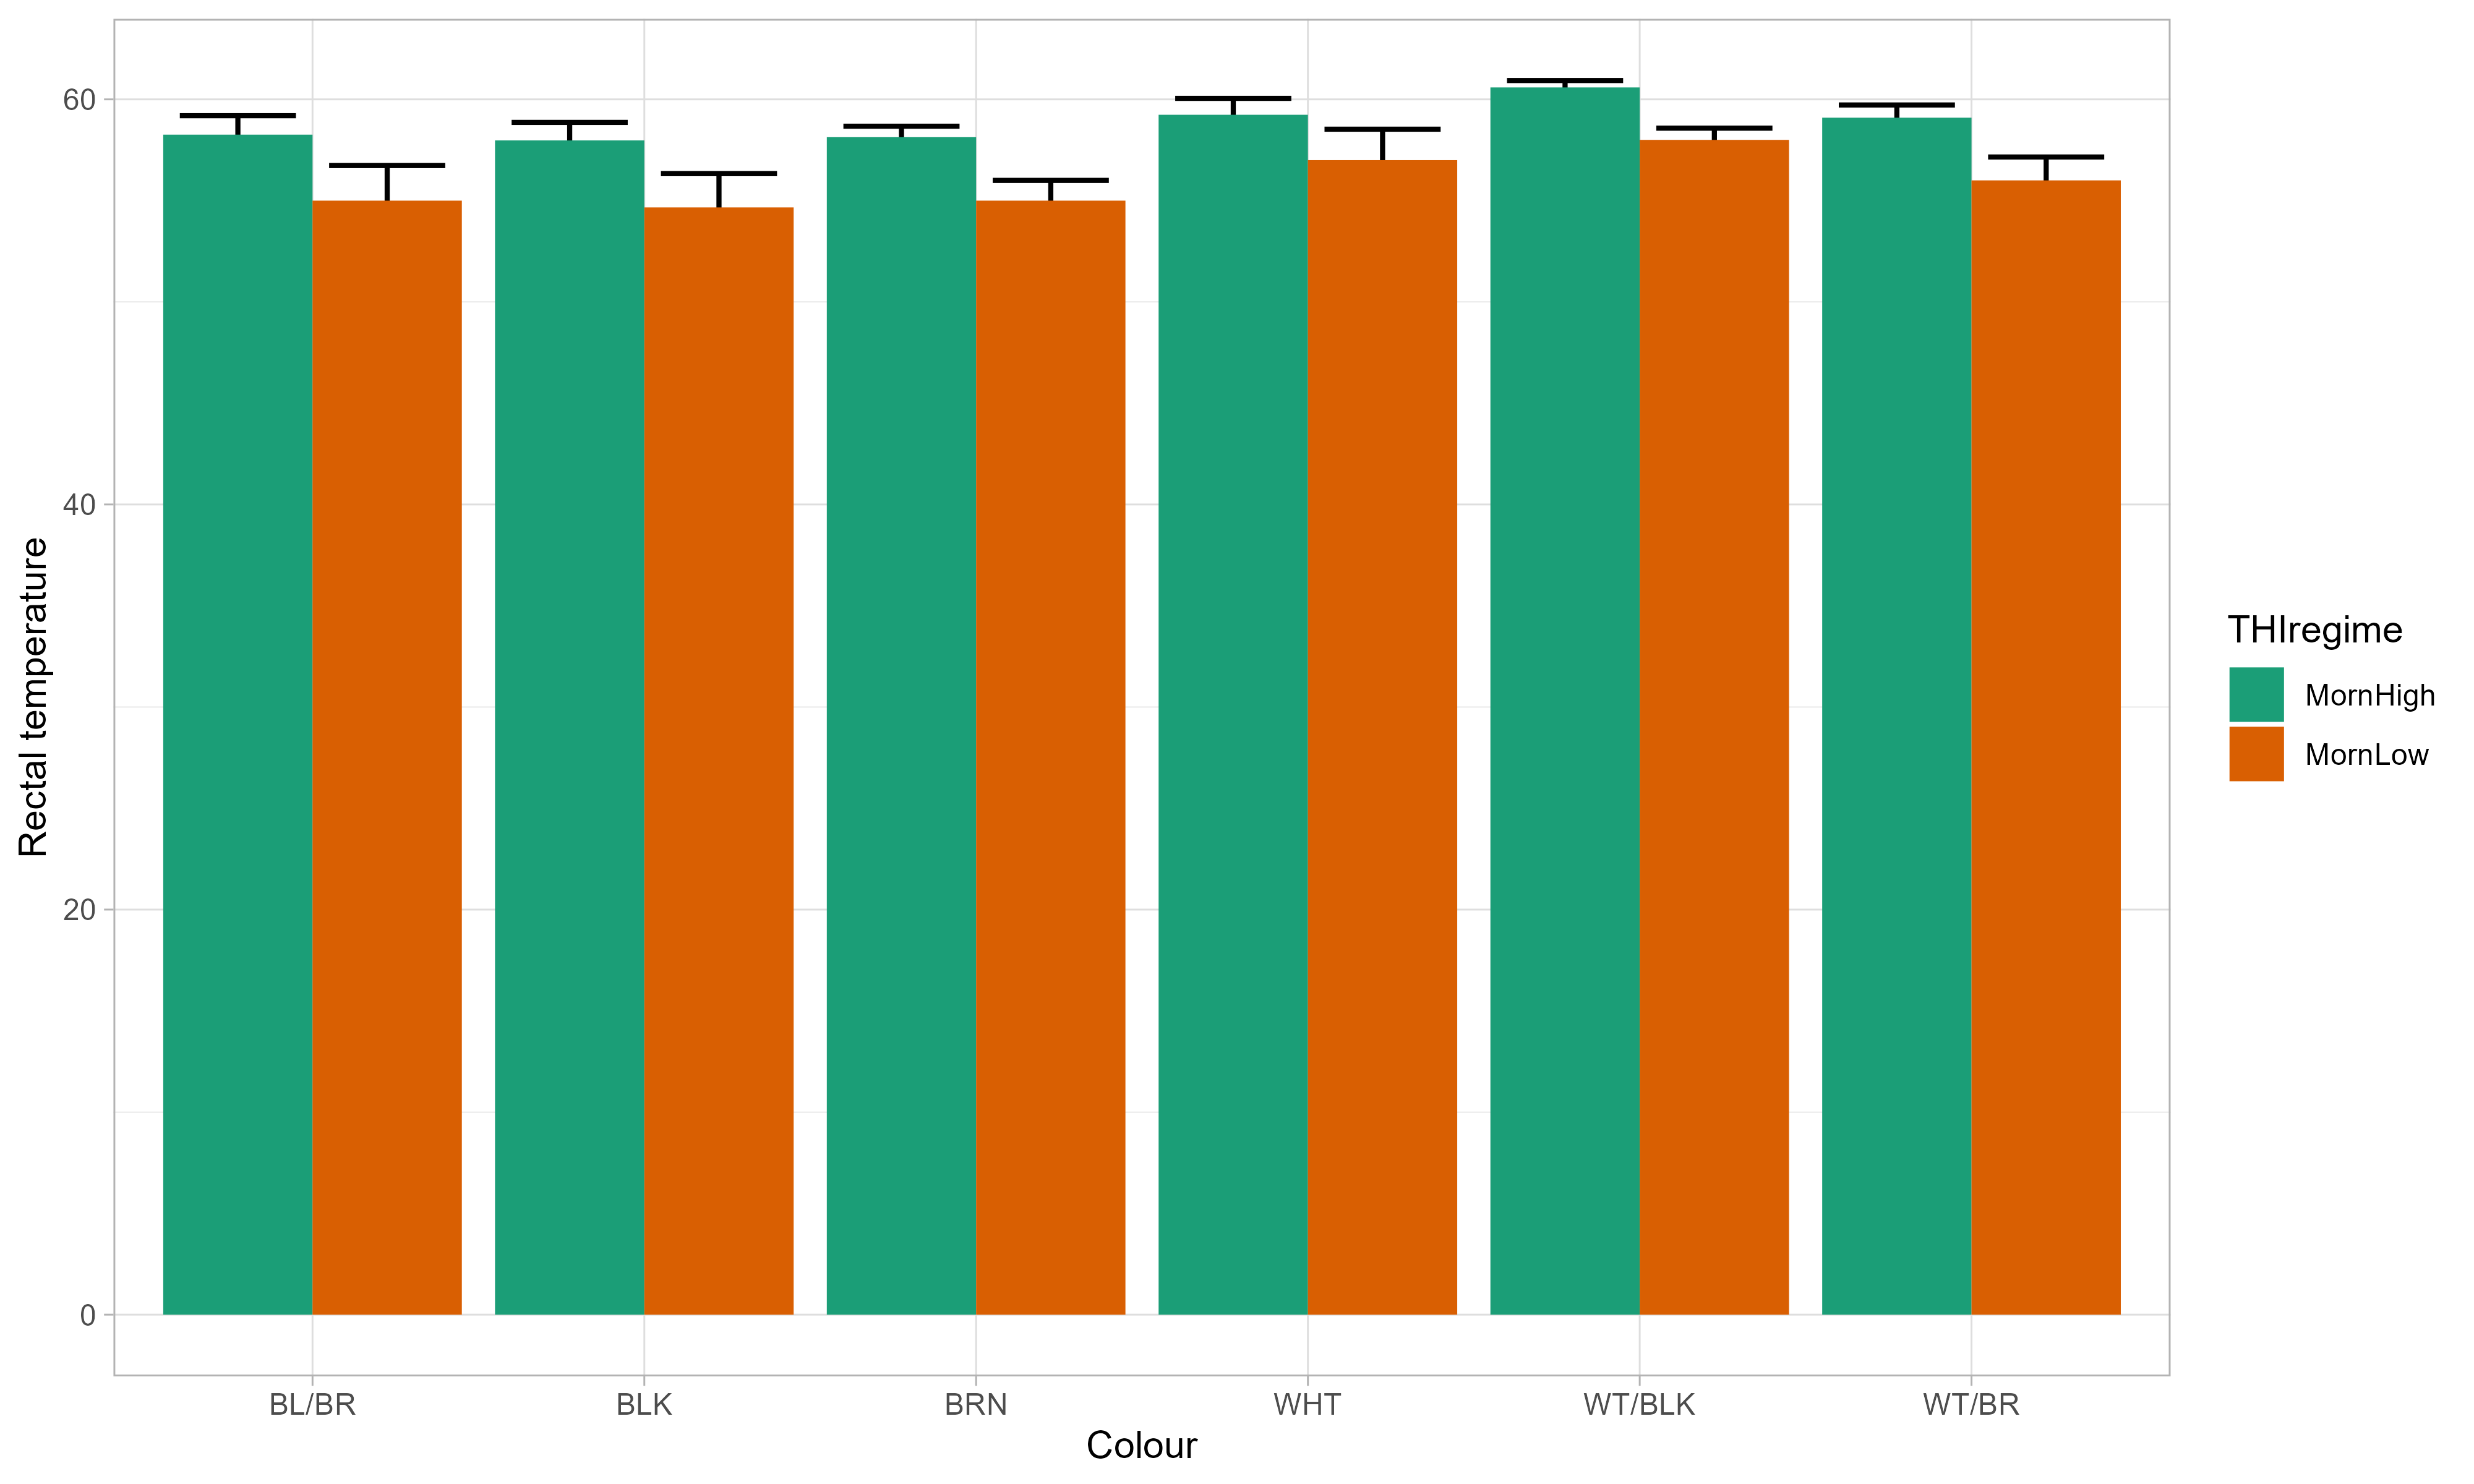 Rectal temperature
60
40
20
0
BL/BR
BLK
BRN
WHT
WT/BLK
WT/BR
Colour
THIregime
MornHigh
MornLow